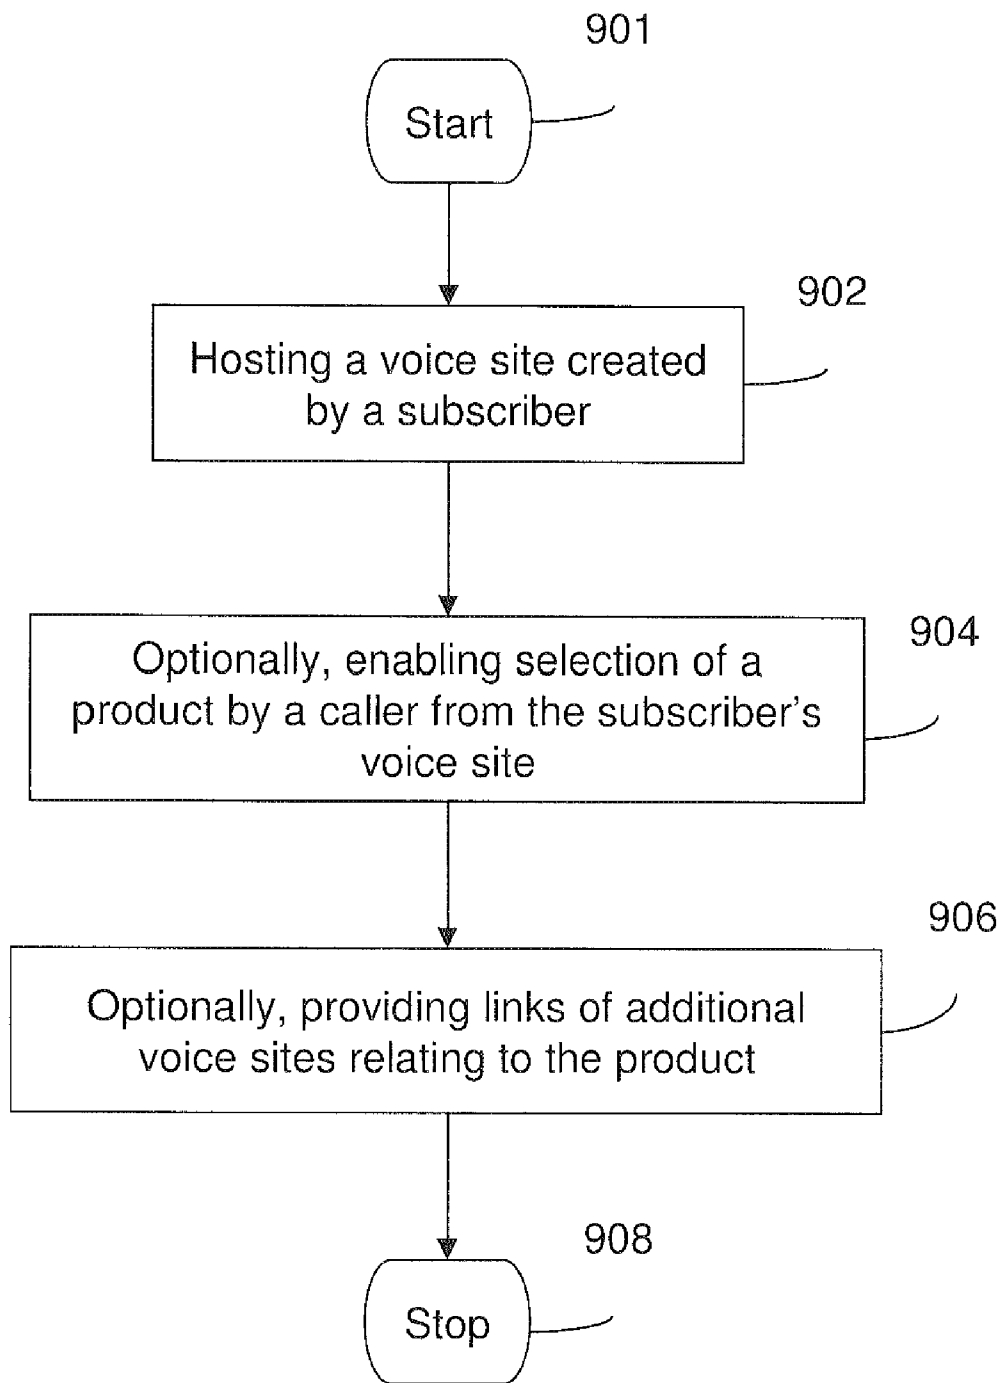 901
Start
902
Hosting a voice site created
by a subscriber
904
Optionally, enabling selection of a
product by a caller from the subscriber’s
voice site
906
Optionally, providing links of additional
voice sites relating to the product
908
Stop